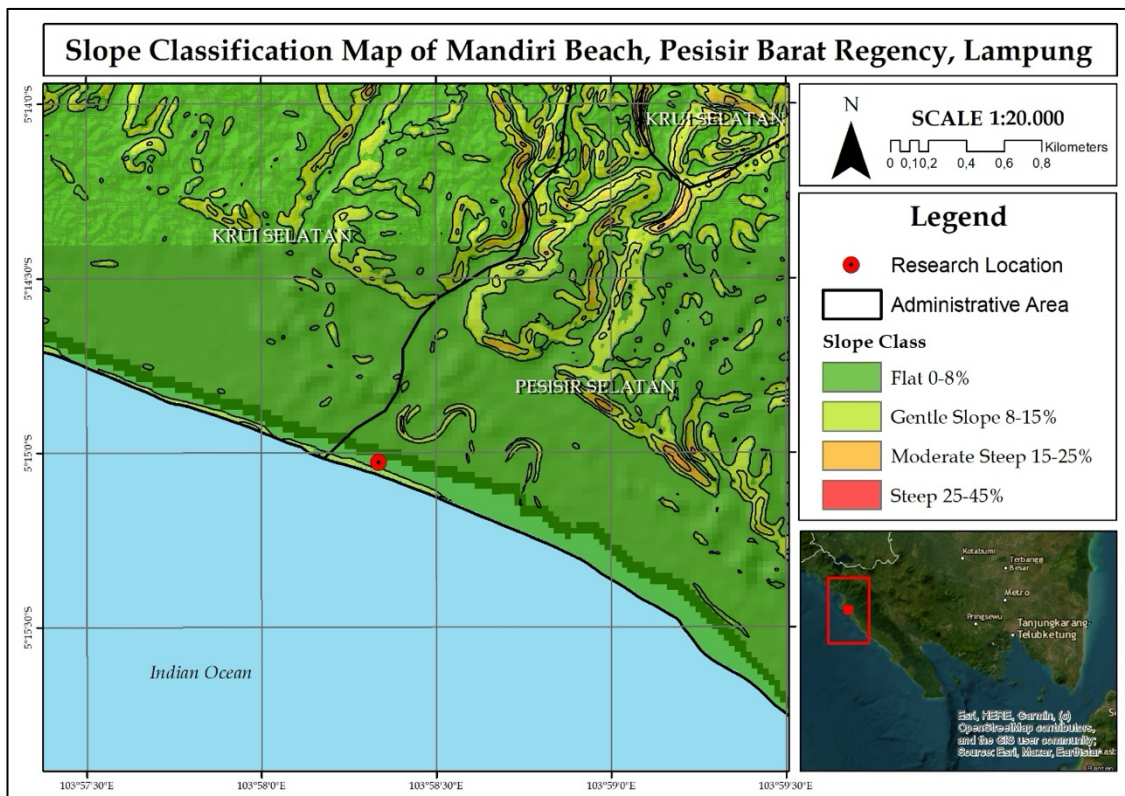 Slope Classification Map of Mandiri Beach, Pesisir Barat Regency, Lampung
5°14'0"S
5°14'30"S
5°15'0"S
5°15'30"S
KRUI SELATAN
KRUI SELATAN
PESISIR SELATAN
Indian Ocean
103°57'30"E
103°58'0"E
103°58'30"E
103°59'0"E
103°59'30"E
N
SCALE 1:20.000
Kilometers
0 0,10,2 0,4 0,6 0,8
Legend
Research Location
Administrative Area
Slope Class
Flat 0-8%
Gentle Slope 8-15%
Moderate Steep 15-25%
Steep 25-45%
Kotabumi
Terbanggi
Besar
Metro
Pringsewu
Tanjungkarang-
Telubketung
Esri, HERE, Garmin, (c)
OpenStreetMap contributors,
and the GIS user community;
Source: Esri, Maxar, Earthstar